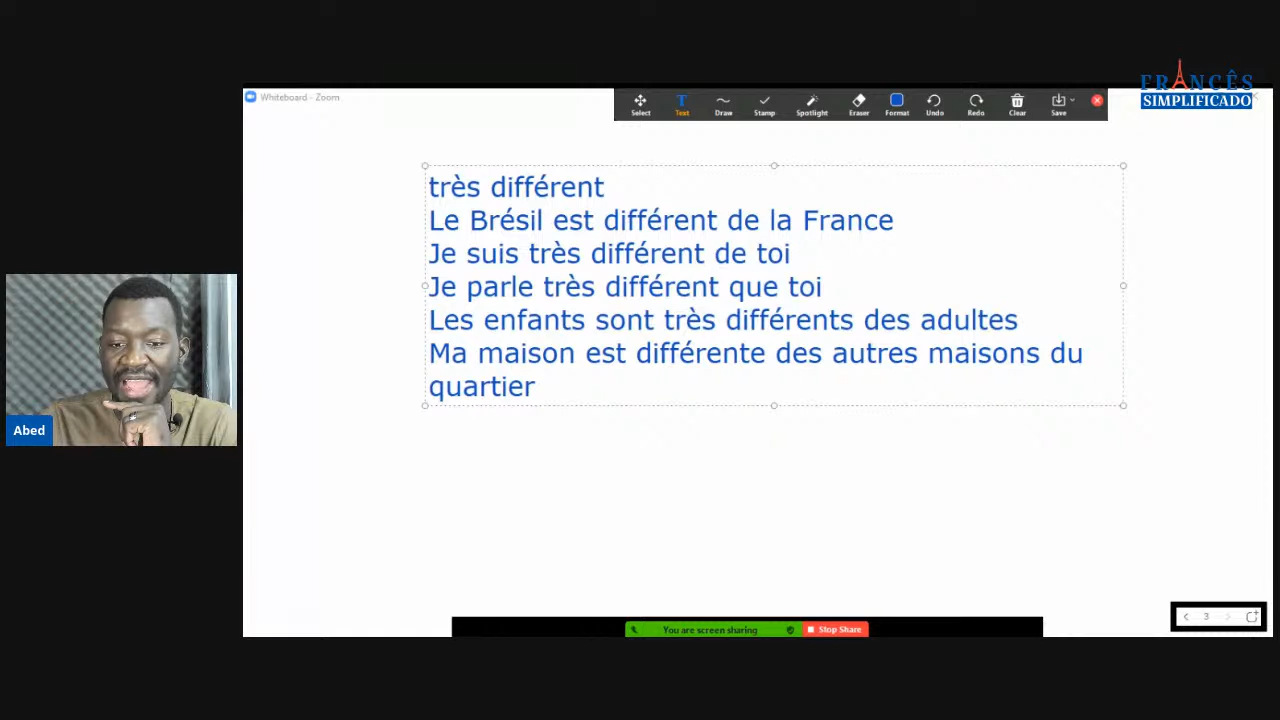 FRANCÊS
SIMPLIFICADO
Whiteboard - Zoom
Select Text Draw Stamp Spotlight Eraser Format Undo Redo Clear Save
très différent
Le Brésil est différent de la France
Je suis très différent de toi
Je parle très différent que toi
Les enfants sont très différents des adultes
Ma maison est différente des autres maisons du
quartier
Abed
3
You are screen sharing Stop Share